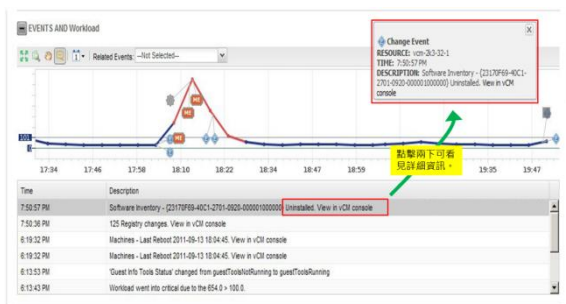 EVENTS AND Workload
Related Events: --Not Selected--
Change Event
RESOURCE: vcm-2k3-32-1
TIME: 7:50:57 PM
DESCRIPTION: Software Inventory - {23170F69-40C1-
2701-0920-000001000000} Uninstalled. View in vCM
console
ME
ME
ME
100
0
點擊兩下可看
見詳細資訊。
17:34 17:46 17:58 18:10 18:22 18:34 18:47 18:59 19:35 19:47
Time Description
7:50:57 PM Software Inventory - {23170F69-40C1-2701-0920-000001000000} Uninstalled. View in vCM console
7:50:36 PM 125 Registry changes. View in vCM console
6:19:32 PM Machines - Last Reboot 2011-09-13 18:04:45. View in vCM console
6:19:32 PM Machines - Last Reboot 2011-09-13 18:04:45. View in vCM console
6:13:53 PM 'Guest Info Tools Status' changed from guestToolsNotRunning to guestToolsRunning
6:13:43 PM Workload went into critical due to the 654.0 > 100.0.